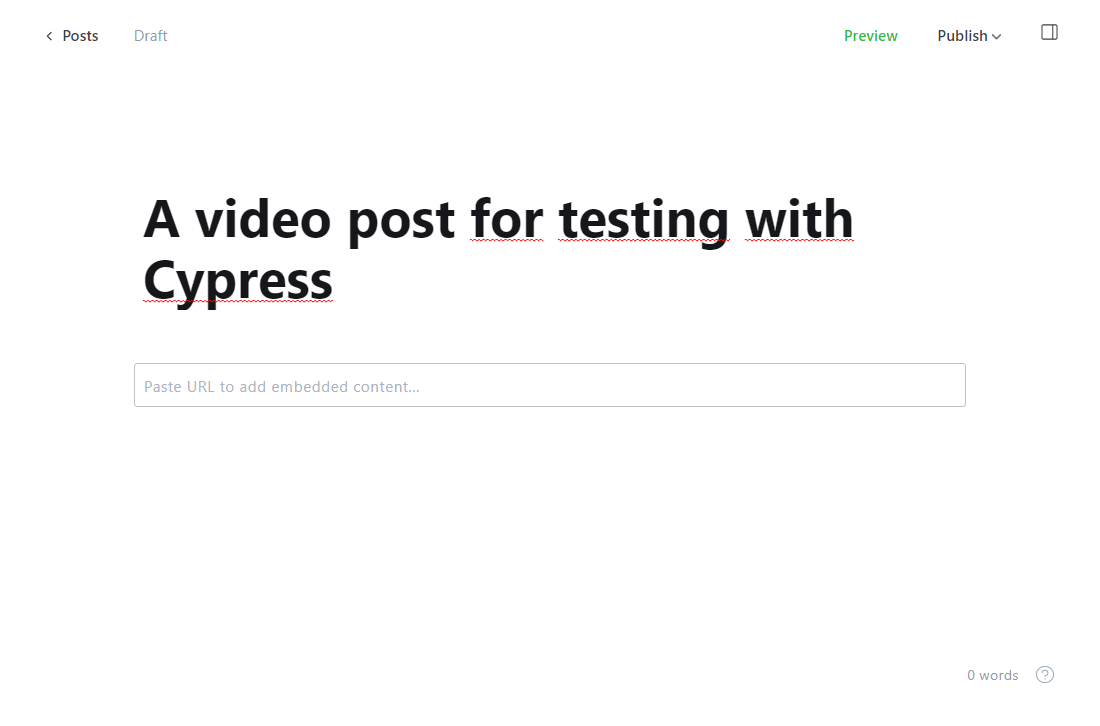 Posts Draft Preview Publish
A video post for testing with
Cypress
Paste URL to add embedded content...
0 words ?